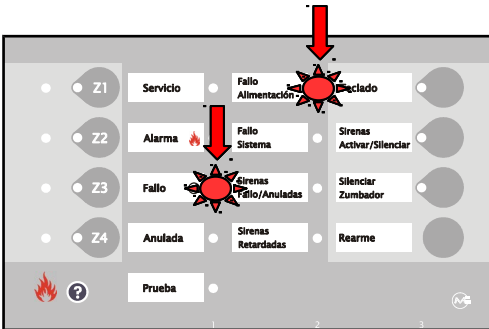 Z1
Servicio
Fallo
Alimentación
Teclado
Z2
Alarma
Fallo
Sistema
Sirenas
Activar/Silenciar
Z3
Fallo
Sirenas
Fallo/Anuladas
Silenciar
Zumbador
Z4
Anulada
Sirenas
Retardadas
Rearme
?
Prueba
1
2
3